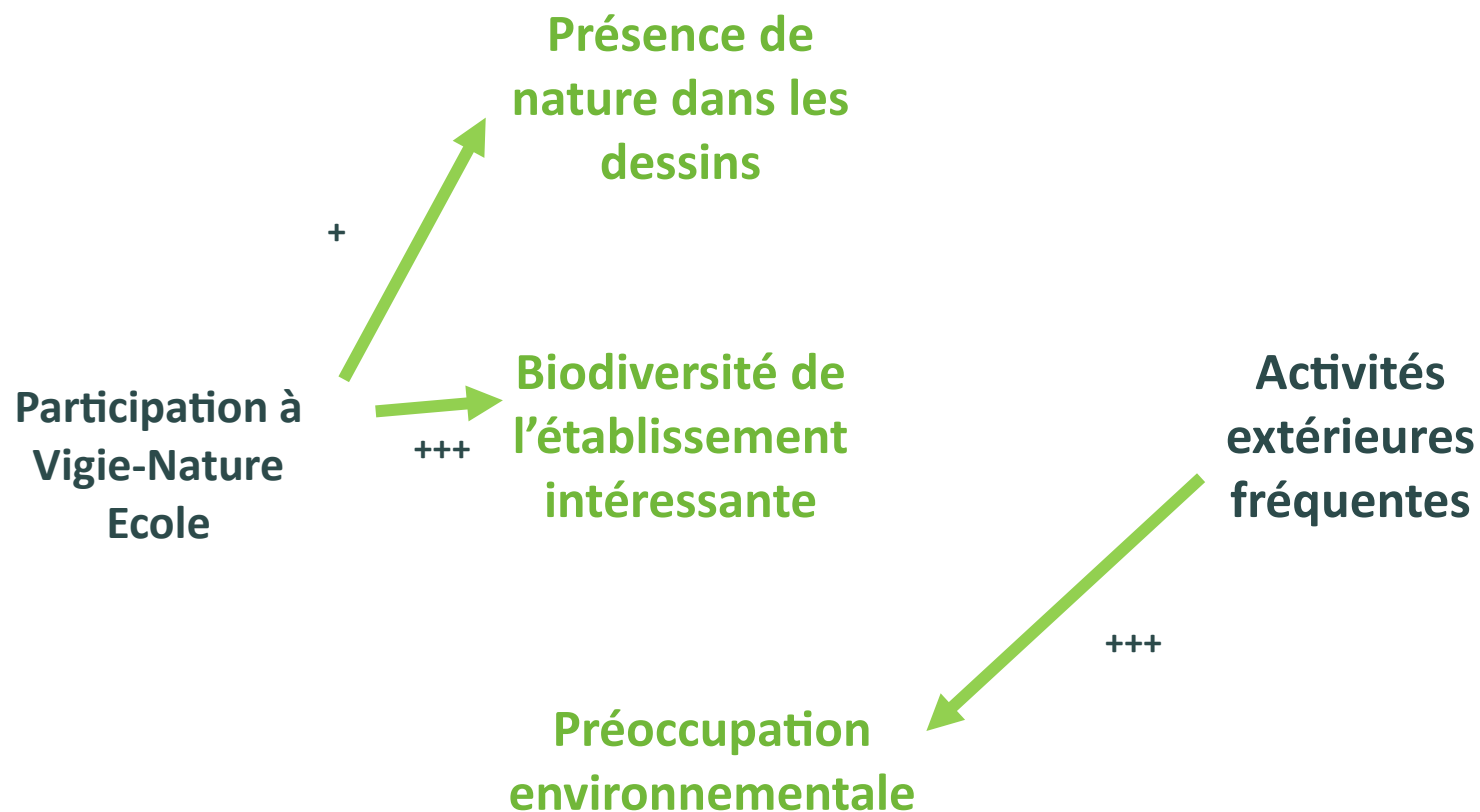 Présence de
nature dans les
dessins
+
Participation à
Vigie-Nature
Ecole
+++
Biodiversité de
l’établissement
intéressante
Activités
extérieures
fréquentes
+++
Préoccupation
environnementale